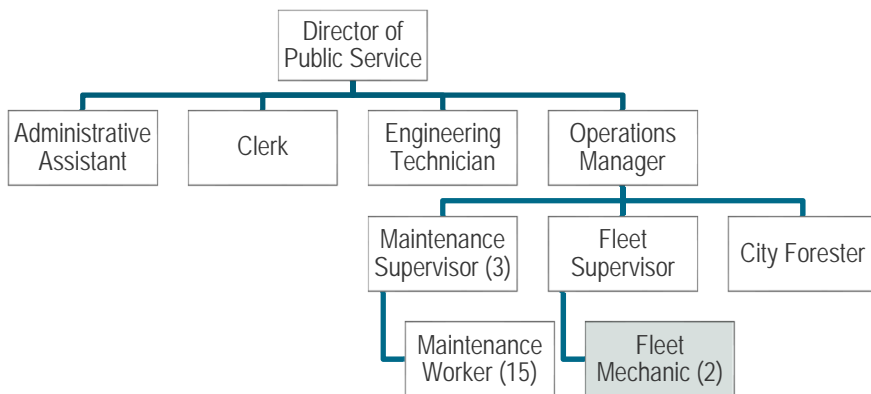 Director of
Public Service
Administrative
Assistant
Clerk
Engineering
Technician
Operations
Manager
Maintenance
Supervisor (3)
Fleet
Supervisor
City Forester
Maintenance
Worker (15)
Fleet
Mechanic (2)